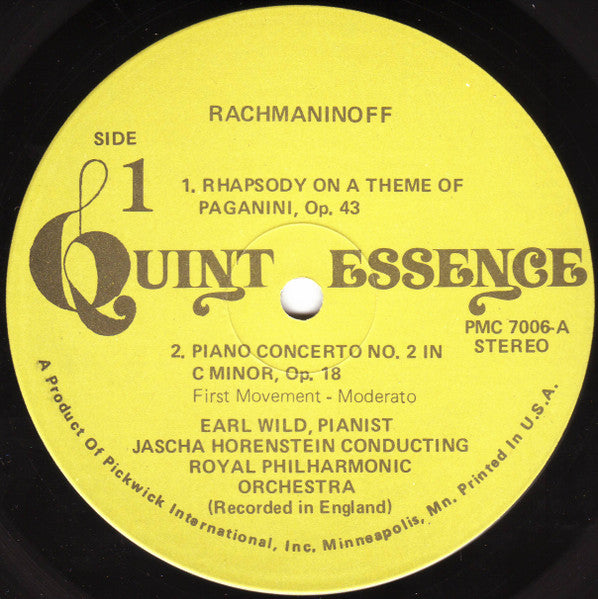 RACHMANINOFF
SIDE
1
1. RHAPSODY ON A THEME OF
PAGANINI, Op. 43
QUINTESSENCE
PMC 7006-A
STEREO
2. PIANO CONCERTO NO. 2 IN
C MINOR, Op. 18
First Movement - Moderato
EARL WILD, PIANIST
JASCHA HORENSTEIN CONDUCTING
ROYAL PHILHARMONIC
ORCHESTRA
(Recorded in England)
A Product Of Pickwick International, Inc. Minneapolis, Mn. Printed In U.S.A.